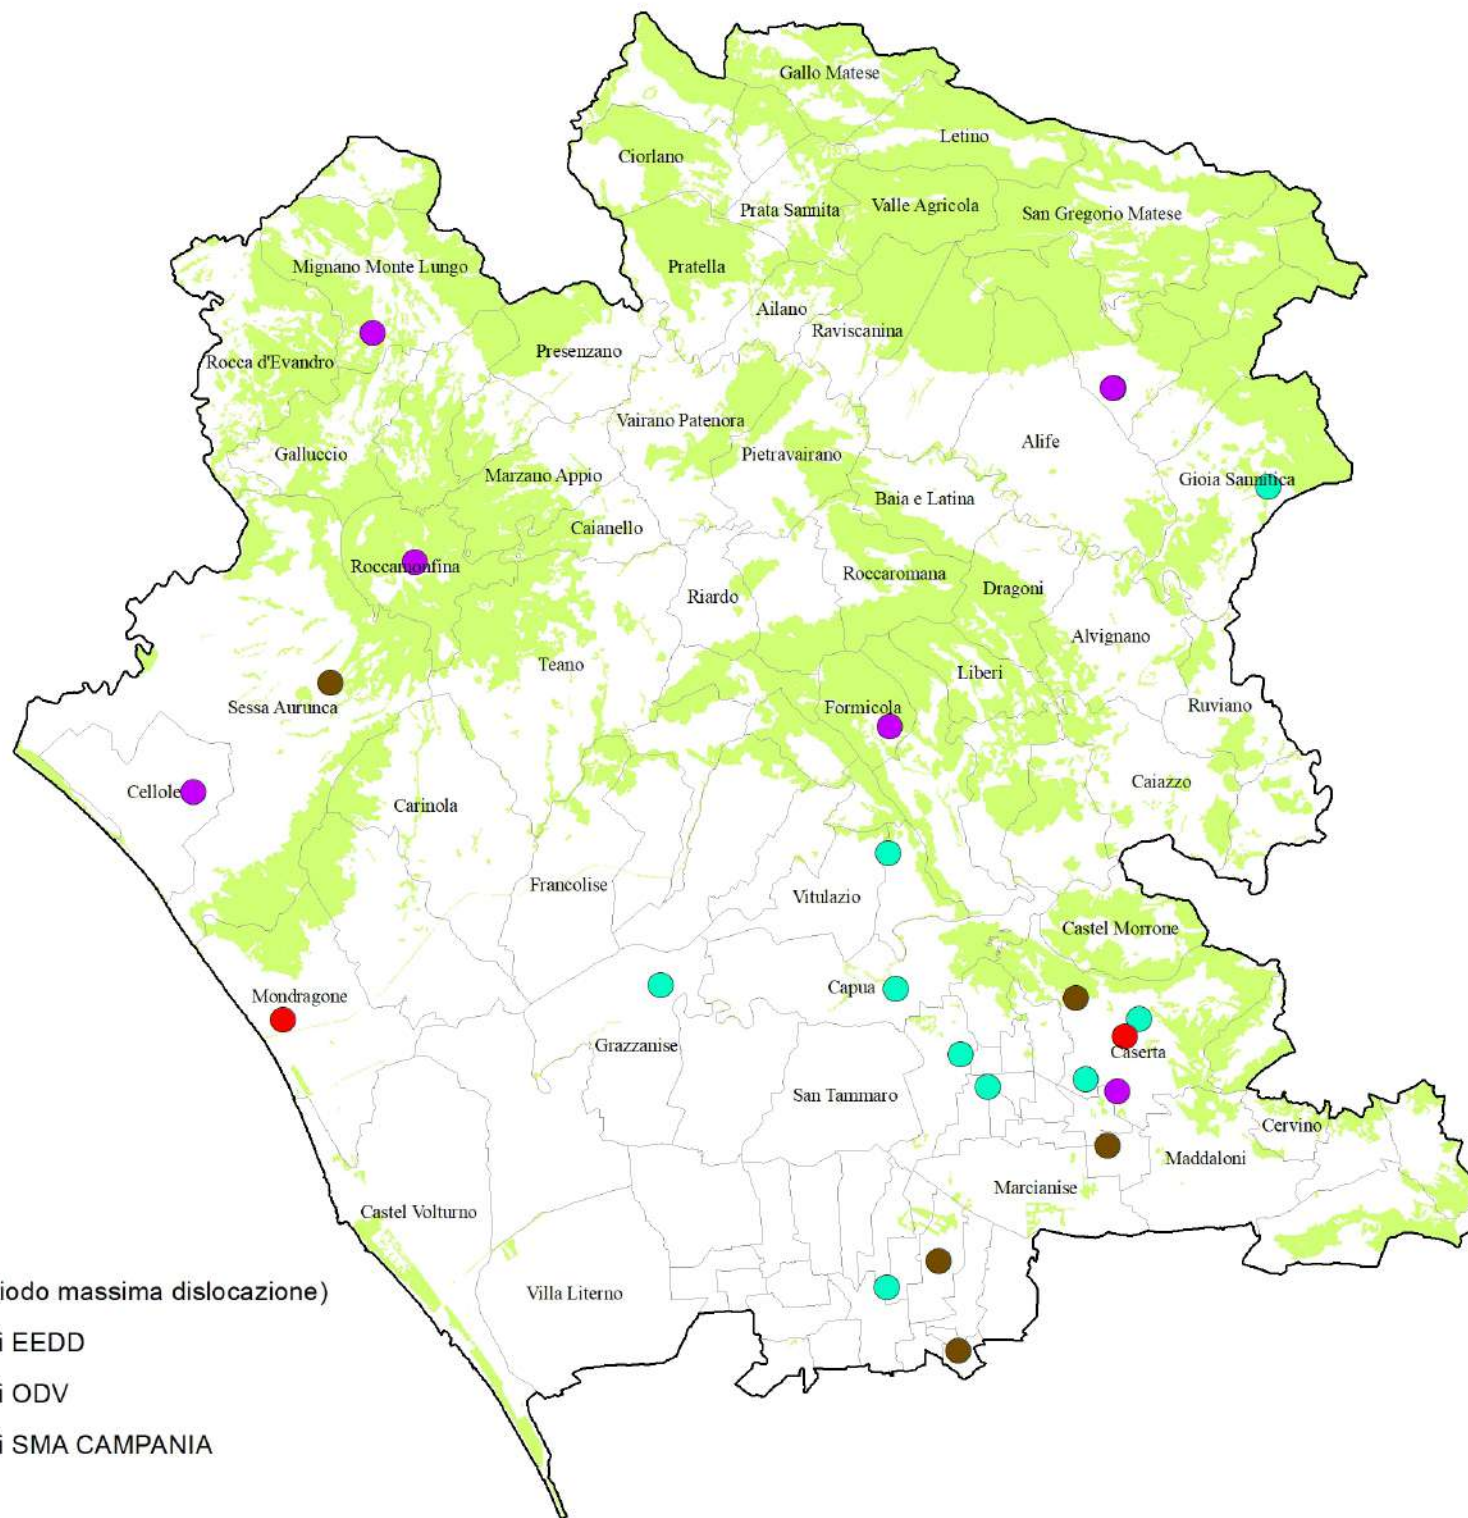 Gallo Matese
Letino
Ciorlano
Prata Sannita
Valle Agricola
San Gregorio Matese
Mignano Monte Lungo
Pratella
Ailano
Raviscanina
Presenzano
Rocca d'Evandro
Vairano Patenora
Alife
Galluccio
Pietravairano
Marzano Appio
Gioia Sannitica
Baia e Latina
Caianello
Roccamonfina
Roccaromana
Dragoni
Riardo
Alvignano
Teano
Liberi
Sessa Aurunca
Formicola
Ruviano
Cellole
Caiazzo
Carinola
Francolise
Vitulazio
Castel Morrone
Capua
Mondragone
Grazzanise
Caserta
San Tammaro
Cervino
Maddaloni
Marcianise
Castel Volturno
Villa Literno
iodo massima dislocazione)
i EEDD
i ODV
i SMA CAMPANIA